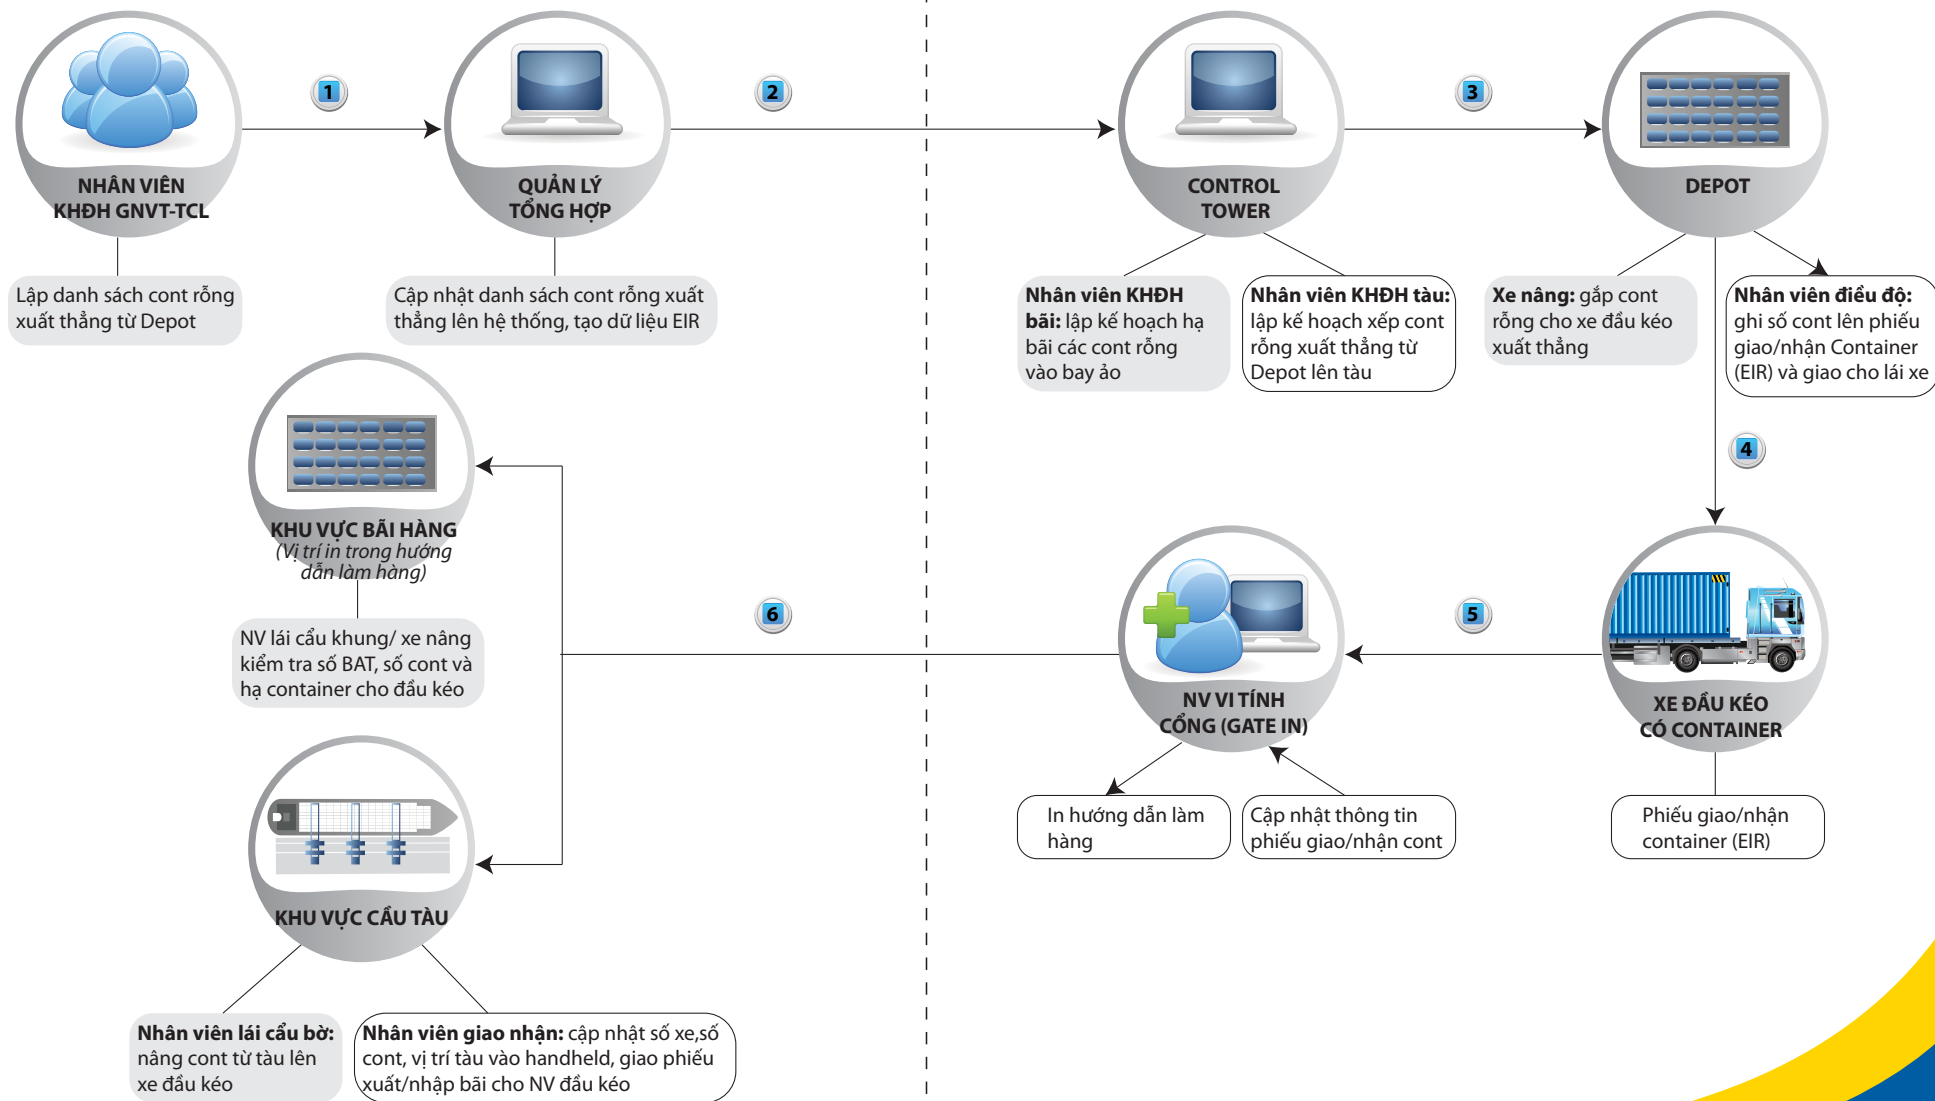 1
2
3
NHÂN VIÊN
KHĐH GNVT-TCL
QUẢN LÝ
TỔNG HỢP
CONTROL
TOWER
DEPOT
Lập danh sách cont rỗng
xuất thẳng từ Depot
Cập nhật danh sách cont rỗng xuất
thẳng lên hệ thống, tạo dữ liệu EIR
Nhân viên KHĐH
bãi: lập kế hoạch hạ
bãi các cont rỗng
vào bay ảo
Nhân viên KHĐH tàu:
lập kế hoạch xếp cont
rỗng xuất thẳng từ
Depot lên tàu
Xe nâng: gắp cont
rỗng cho xe đầu kéo
xuất thẳng
Nhân viên điều độ:
ghi số cont lên phiếu
giao/nhận Container
(EIR) và giao cho lái xe
4
KHU VỰC BÃI HÀNG
(Vị trí in trong hướng
dẫn làm hàng)
6
5
NV lái cẩu khung/ xe nâng
kiểm tra số BAT, số cont và
hạ container cho đầu kéo
NV VI TÍNH
CỔNG (GATE IN)
XE ĐẦU KÉO
CÓ CONTAINER
In hướng dẫn làm
hàng
Cập nhật thông tin
phiếu giao/nhận cont
Phiếu giao/nhận
container (EIR)
KHU VỰC CẦU TÀU
Nhân viên lái cẩu bờ:
nâng cont từ tàu lên
xe đầu kéo
Nhân viên giao nhận: cập nhật số xe,số
cont, vị trí tàu vào handheld, giao phiếu
xuất/nhập bãi cho NV đầu kéo